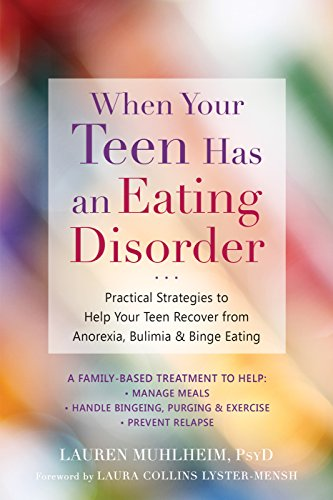 When Your
Teen Has
an Eating
Disorder
...
Practical Strategies to
Help Your Teen Recover from
Anorexia, Bulimia & Binge Eating
A FAMILY-BASED TREATMENT TO HELP:
• MANAGE MEALS
• HANDLE BINGEING, PURGING & EXERCISE
• PREVENT RELAPSE
LAUREN MUHLHEIM, PSYD
Foreword by LAURA COLLINS LYSTER-MENSH